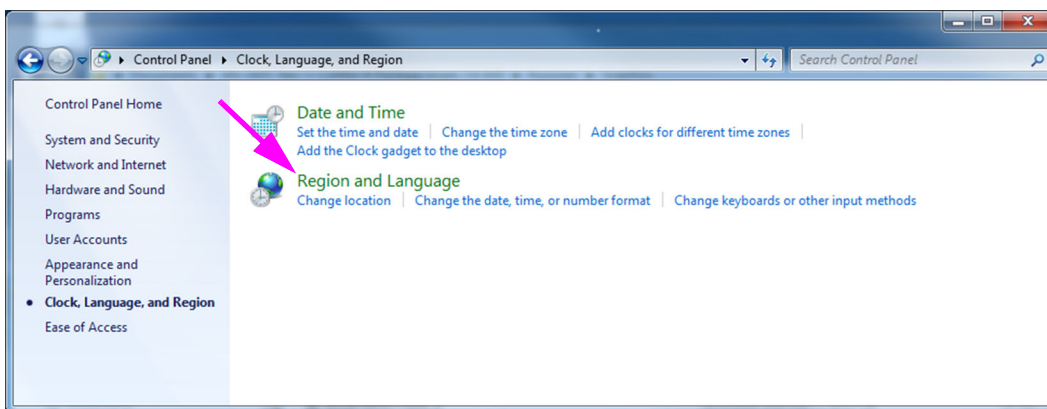 Control Panel ▸ Clock, Language, and Region
Search Control Panel
Control Panel Home
System and Security
Network and Internet
Hardware and Sound
Programs
User Accounts
Appearance and
Personalization
Clock, Language, and Region
Ease of Access
Date and Time
Set the time and date | Change the time zone | Add clocks for different time zones |
Add the Clock gadget to the desktop
Region and Language
Change location | Change the date, time, or number format | Change keyboards or other input methods